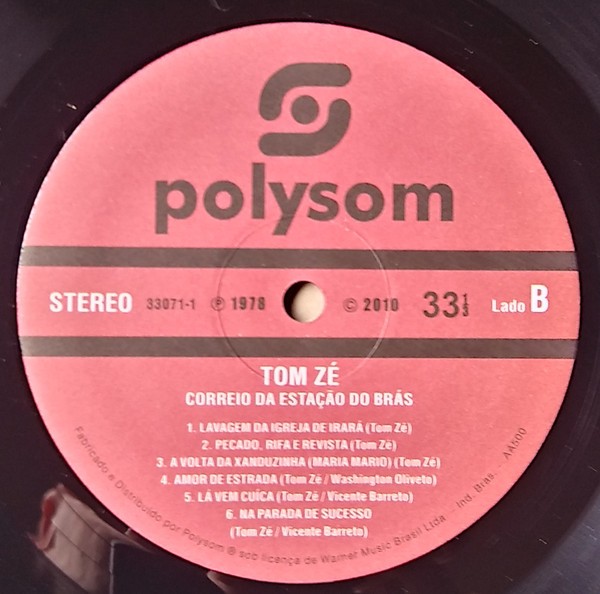 polysom
STEREO 33071-1 ℗ 1978 © 2010 33 1/3 Lado B
TOM ZÉ
CORREIO DA ESTAÇÃO DO BRÁS
1. LAVAGEM DA IGREJA DE IRARÁ (Tom Zé)
2. PECADO, RIFA E REVISTA (Tom Zé)
3. A VOLTA DA XANDUZINHA (MARIA MARIO) (Tom Zé)
4. AMOR DE ESTRADA (Tom Zé / Washington Oliveto)
5. LÁ VEM CUÍCA (Tom Zé / Vicente Barreto)
6. NA PARADA DE SUCESSO
(Tom Zé / Vicente Barreto)
Fabricado e Distribuído por Polysom ® sob licença de Warner Music Brasil Ltda... Ind. Bras... AA500